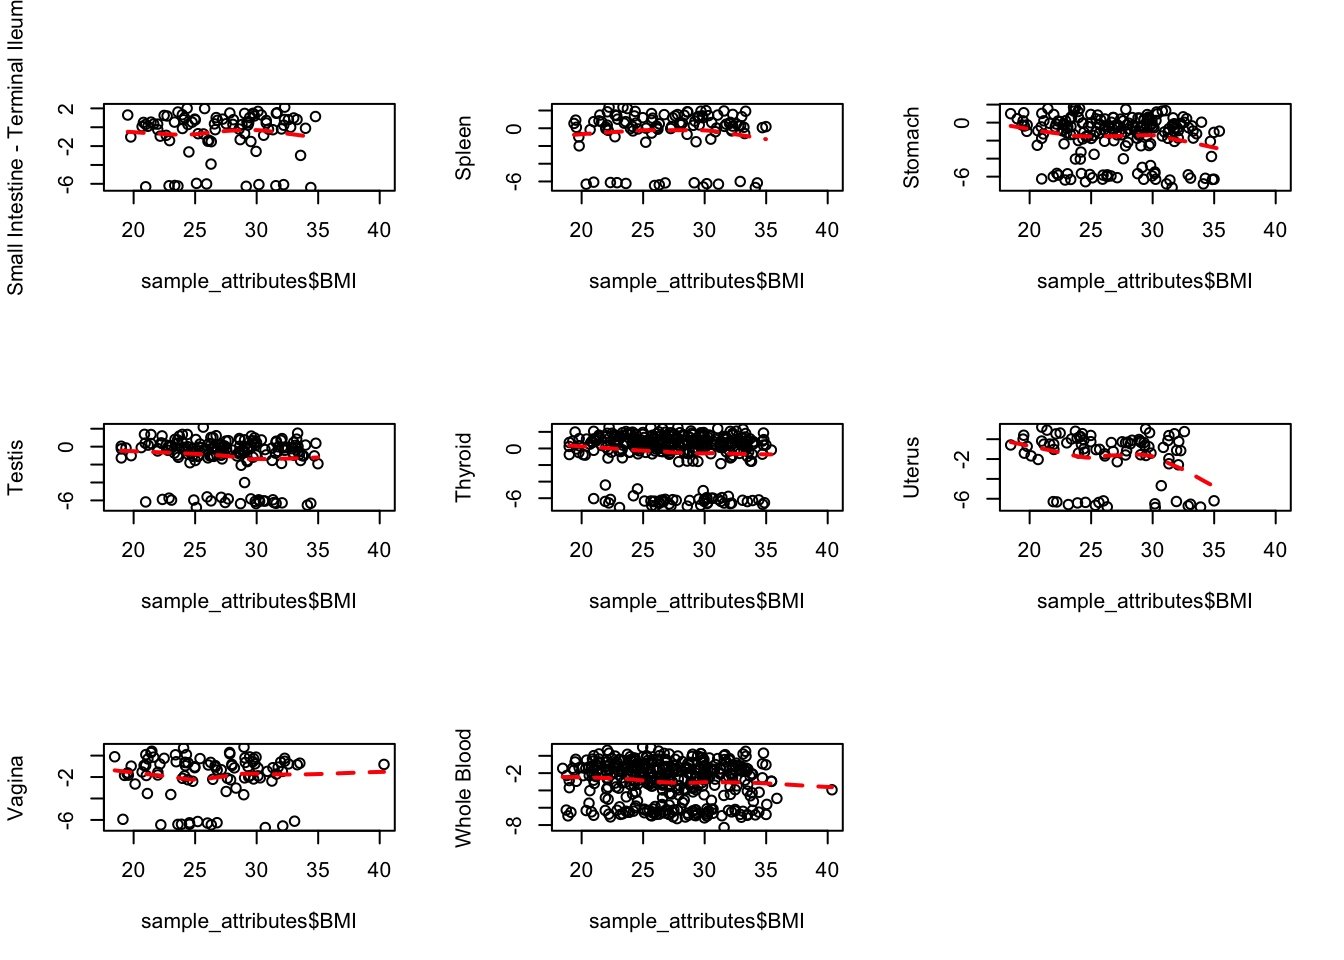 Small Intestine - Terminal Ileum
2
-2
-6
20 25 30 35 40
sample_attributes$BMI
Spleen
0
-6
20 25 30 35 40
sample_attributes$BMI
Stomach
0
-6
20 25 30 35 40
sample_attributes$BMI
Testis
0
-6
20 25 30 35 40
sample_attributes$BMI
Thyroid
0
-6
20 25 30 35 40
sample_attributes$BMI
Uterus
-2
-6
20 25 30 35 40
sample_attributes$BMI
Vagina
-2
-6
20 25 30 35 40
sample_attributes$BMI
Whole Blood
-2
-8
20 25 30 35 40
sample_attributes$BMI